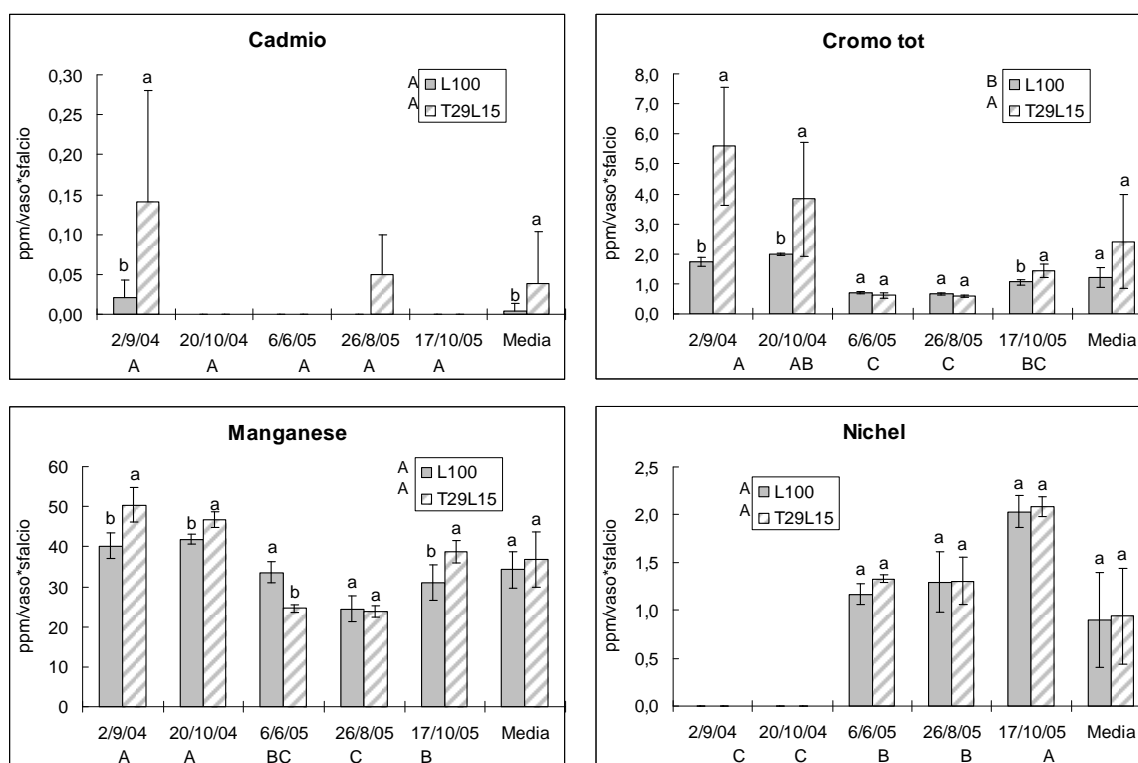 Cadmio
0,30
0,25
0,20
0,15
0,10
0,05
0,00
ppm/vaso*sfalcio
A L100
A T29L15
a
b
a
b
2/9/04 20/10/04 6/6/05 26/8/05 17/10/05 Media
A A A A A
Cromo tot
8,0
7,0
6,0
5,0
4,0
3,0
2,0
1,0
0,0
ppm/vaso*sfalcio
B L100
A T29L15
b a b a a a a a b a a a
2/9/04 20/10/04 6/6/05 26/8/05 17/10/05 Media
A AB C C BC
Manganese
60
50
40
30
20
10
0
ppm/vaso*sfalcio
A L100
A T29L15
b a b a a b a a b a a a
2/9/04 20/10/04 6/6/05 26/8/05 17/10/05 Media
A A BC C B
Nichel
2,5
2,0
1,5
1,0
0,5
0,0
ppm/vaso*sfalcio
A L100
A T29L15
a a a a a a a a
2/9/04 20/10/04 6/6/05 26/8/05 17/10/05 Media
C C B B A